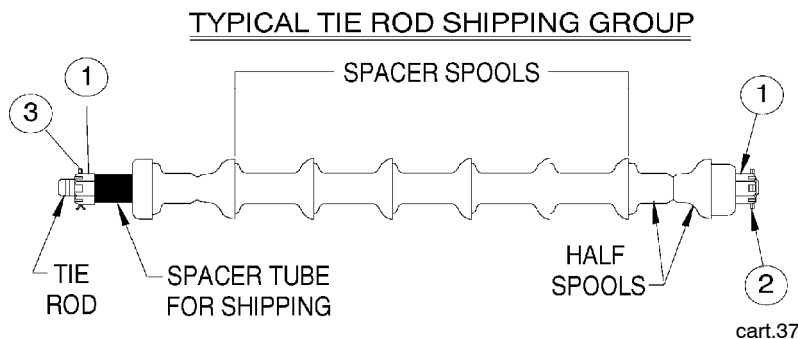 TYPICAL TIE ROD SHIPPING GROUP
SPACER SPOOLS
1
3
1
TIE
ROD
SPACER TUBE
FOR SHIPPING
HALF
SPOOLS
2
cart.37